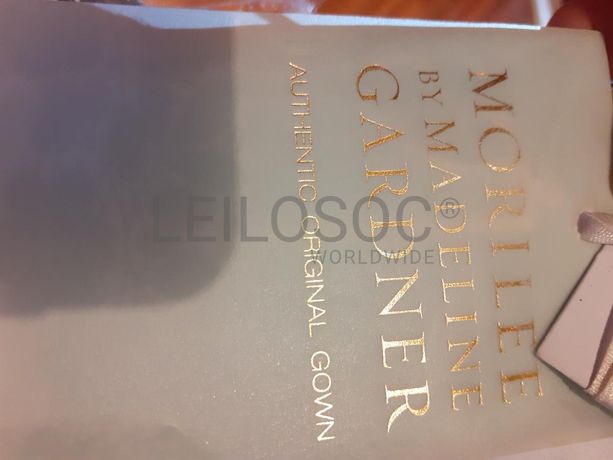 MORILEE
BY MADELINE
GARDNER
AUTHENTIC ORIGINAL GOWN
LEILOSOC®
WORLDWIDE